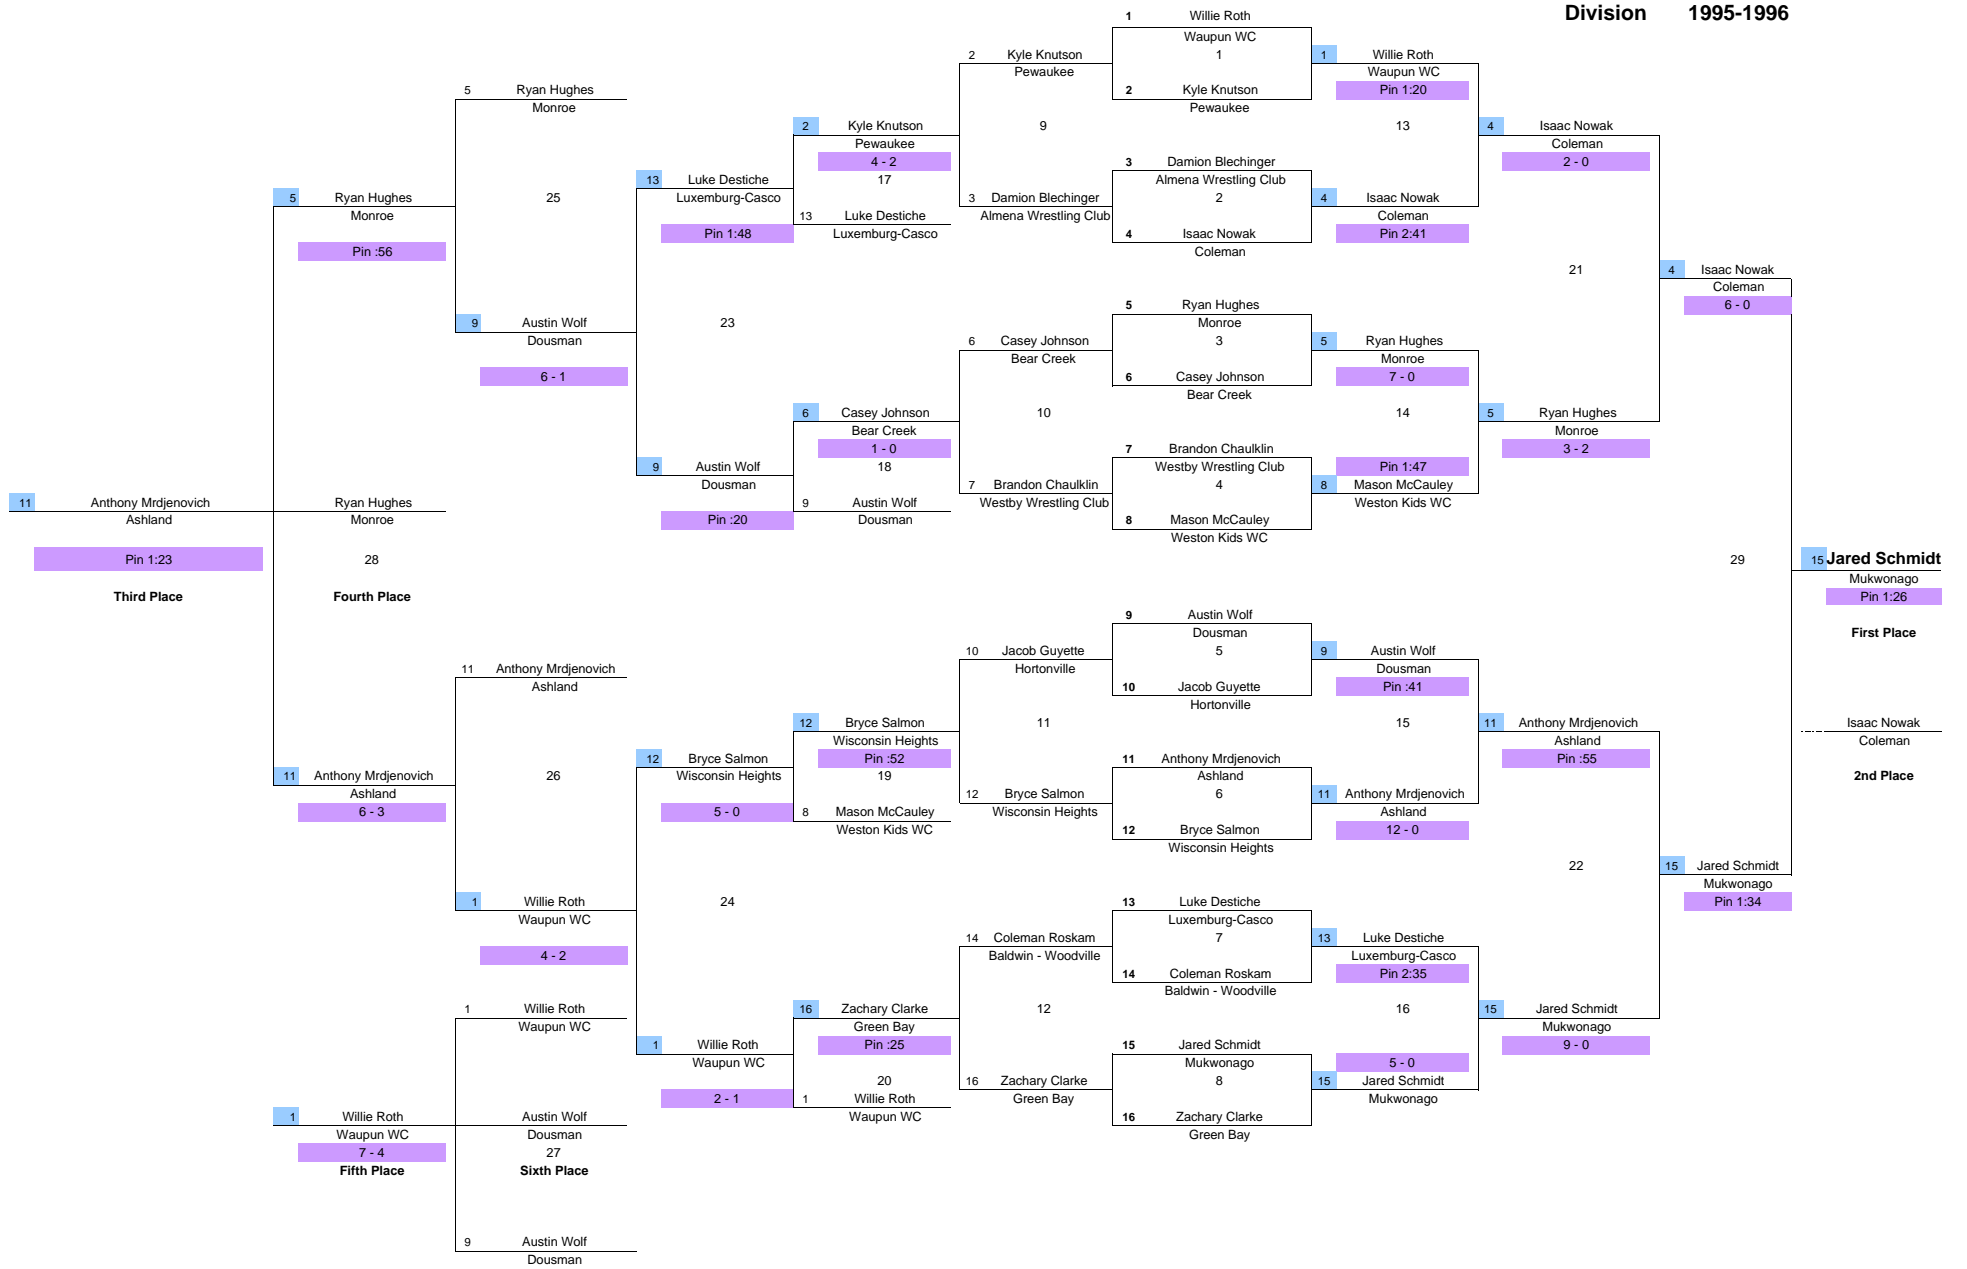 Division 1995-1996
1 Willie Roth
Waupun WC
1
2 Kyle Knutson
Pewaukee
3 Damion Blechinger
Almena Wrestling Club
2
4 Isaac Nowak
Coleman
5 Ryan Hughes
Monroe
3
6 Casey Johnson
Bear Creek
7 Brandon Chaulklin
Westby Wrestling Club
4
8 Mason McCauley
Weston Kids WC
9 Austin Wolf
Dousman
5
10 Jacob Guyette
Hortonville
11 Anthony Mrdjenovich
Ashland
6
12 Bryce Salmon
Wisconsin Heights
13 Luke Destiche
Luxemburg-Casco
7
14 Coleman Roskam
Baldwin - Woodville
15 Jared Schmidt
Mukwonago
8
16 Zachary Clarke
Green Bay
1 Willie Roth
Waupun WC
Pin 1:20
13
4 Isaac Nowak
Coleman
Pin 2:41
5 Ryan Hughes
Monroe
7 - 0
14
Pin 1:47
8 Mason McCauley
Weston Kids WC
9 Austin Wolf
Dousman
Pin :41
15
11 Anthony Mrdjenovich
Ashland
12 - 0
13 Luke Destiche
Luxemburg-Casco
Pin 2:35
16
5 - 0
15 Jared Schmidt
Mukwonago
4 Isaac Nowak
Coleman
2 - 0
21
5 Ryan Hughes
Monroe
3 - 2
11 Anthony Mrdjenovich
Ashland
Pin :55
22
15 Jared Schmidt
Mukwonago
9 - 0
4 Isaac Nowak
Coleman
6 - 0
29
15 Jared Schmidt
Mukwonago
Pin 1:34
15 Jared Schmidt
Mukwonago
Pin 1:26
First Place
Isaac Nowak
Coleman
2nd Place
2 Kyle Knutson
Pewaukee
9
3 Damion Blechinger
Almena Wrestling Club
6 Casey Johnson
Bear Creek
10
7 Brandon Chaulklin
Westby Wrestling Club
10 Jacob Guyette
Hortonville
11
12 Bryce Salmon
Wisconsin Heights
14 Coleman Roskam
Baldwin - Woodville
12
16 Zachary Clarke
Green Bay
2 Kyle Knutson
Pewaukee
4 - 2
17
13 Luke Destiche
Luxemburg-Casco
6 Casey Johnson
Bear Creek
1 - 0
18
9 Austin Wolf
Dousman
12 Bryce Salmon
Wisconsin Heights
Pin :52
19
8 Mason McCauley
Weston Kids WC
16 Zachary Clarke
Green Bay
Pin :25
20
1 Willie Roth
Waupun WC
13 Luke Destiche
Luxemburg-Casco
Pin 1:48
23
9 Austin Wolf
Dousman
Pin :20
12 Bryce Salmon
Wisconsin Heights
5 - 0
24
1 Willie Roth
Waupun WC
2 - 1
5 Ryan Hughes
Monroe
25
9 Austin Wolf
Dousman
6 - 1
11 Anthony Mrdjenovich
Ashland
26
1 Willie Roth
Waupun WC
4 - 2
5 Ryan Hughes
Monroe
Pin :56
11 Anthony Mrdjenovich
Ashland
6 - 3
11 Anthony Mrdjenovich
Ashland
Pin 1:23
Third Place
Ryan Hughes
Monroe
28
Fourth Place
1 Willie Roth
Waupun WC
1 Willie Roth
Waupun WC
7 - 4
Fifth Place
Austin Wolf
Dousman
27
Sixth Place
9 Austin Wolf
Dousman